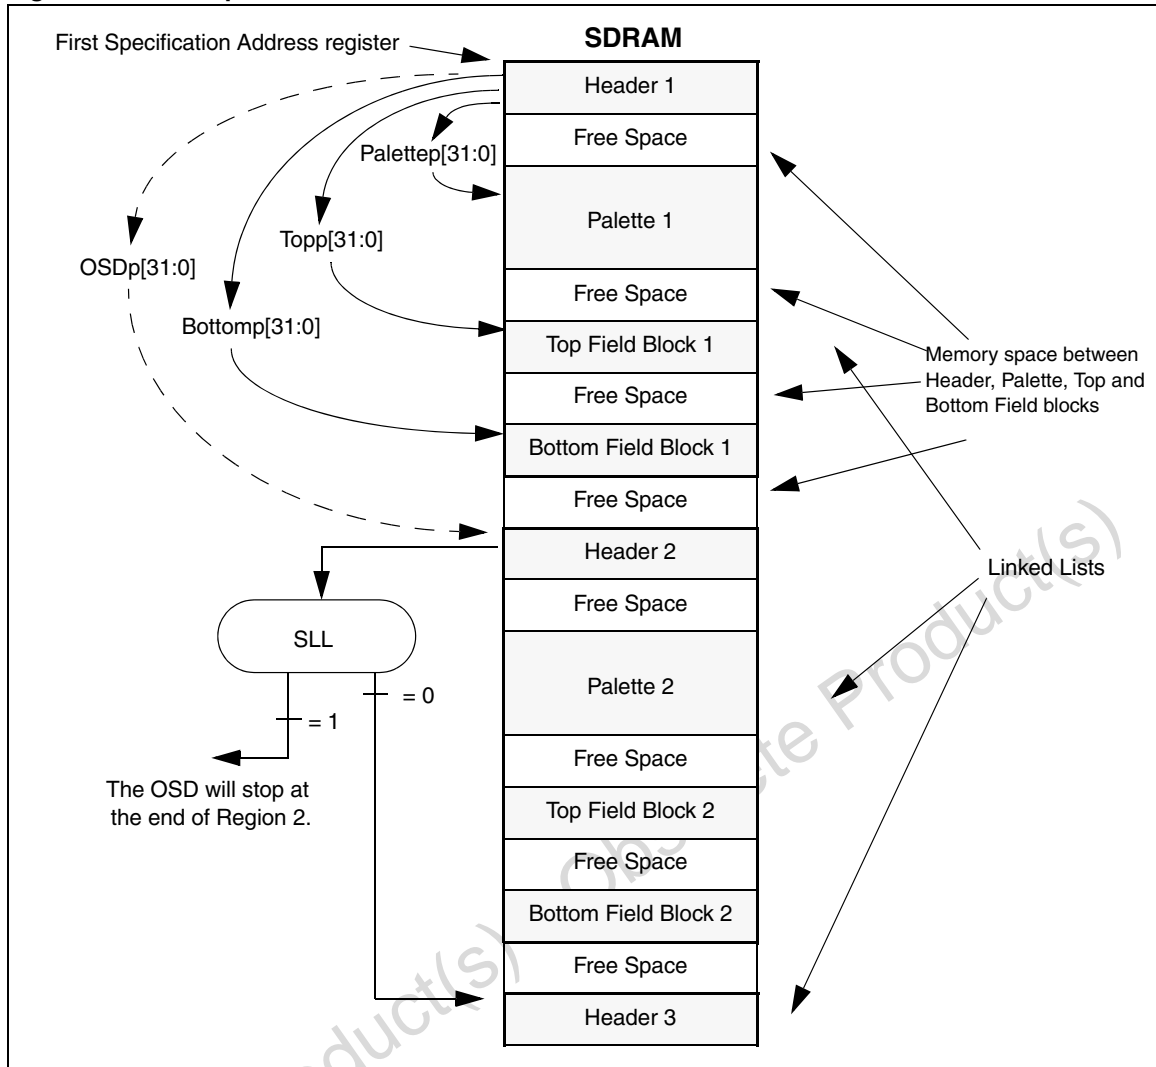 First Specification Address register
SDRAM
Header 1
Free Space
Palettep[31:0]
Palette 1
Topp[31:0]
OSDp[31:0]
Free Space
Bottomp[31:0]
Top Field Block 1
Memory space between
Header, Palette, Top and
Bottom Field blocks
Free Space
Bottom Field Block 1
Free Space
Header 2
Linked Lists
Free Space
SLL
Palette 2
= 0
= 1
Free Space
The OSD will stop at
the end of Region 2.
Top Field Block 2
Free Space
Bottom Field Block 2
Free Space
Header 3